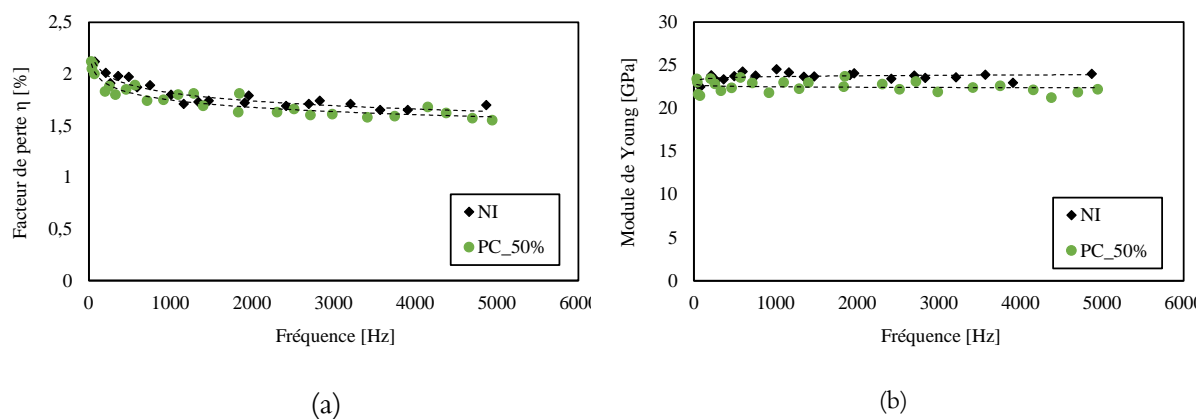 2,5
2
1,5
1
0,5
0
0 1000 2000 3000 4000 5000 6000
Facteur de perte η [%]
Fréquence [Hz]
NI
PC_50%
(a)
30
25
20
15
10
5
0
0 1000 2000 3000 4000 5000 6000
Module de Young [GPa]
Fréquence [Hz]
NI
PC_50%
(b)